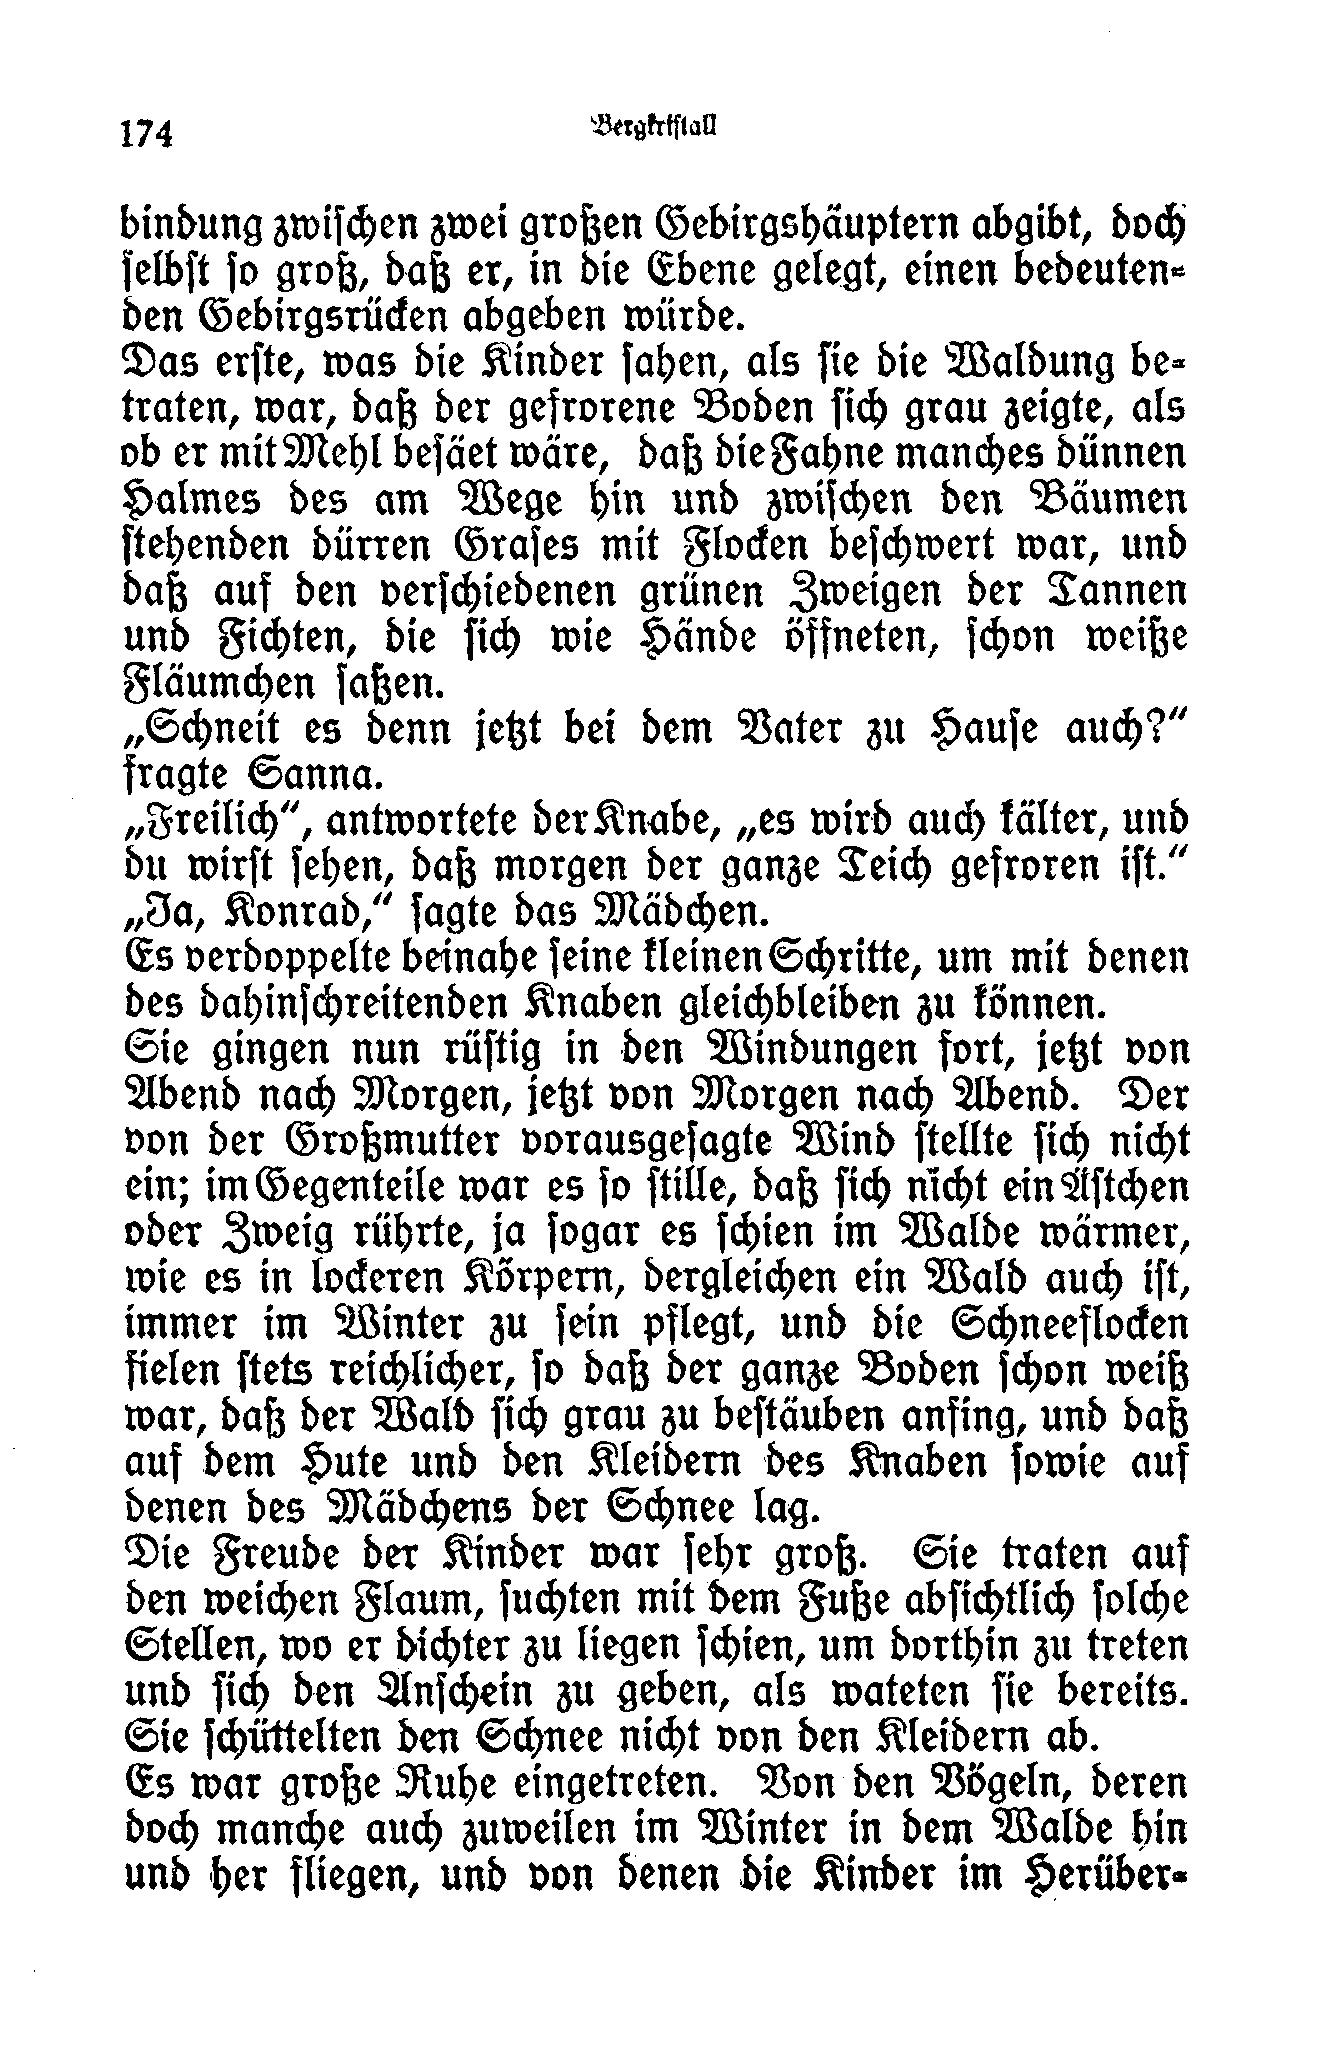 174
Bergkristall
bindung zwischen zwei großen Gebirgshäuptern abgibt, doch
selbst so groß, daß er, in die Ebene gelegt, einen bedeuten-
den Gebirgsrücken abgeben würde.
Das erste, was die Kinder sahen, als sie die Waldung be-
traten, war, daß der gefrorene Boden sich grau zeigte, als
ob er mit Mehl besäet wäre, daß die Fahne manches dünnen
Halmes des am Wege hin und zwischen den Bäumen
stehenden dürren Grases mit Flocken beschwert war, und
daß auf den verschiedenen grünen Zweigen der Tannen
und Fichten, die sich wie Hände öffneten, schon weiße
Fläumchen saßen.
„Schneit es denn jetzt bei dem Vater zu Hause auch?“
fragte Sanna.
„Freilich“, antwortete der Knabe, „es wird auch kälter, und
du wirst sehen, daß morgen der ganze Teich gefroren ist.“
„Ja, Konrad,“ sagte das Mädchen.
Es verdoppelte beinahe seine kleinen Schritte, um mit denen
des dahinschreitenden Knaben gleichbleiben zu können.
Sie gingen nun rüstig in den Windungen fort, jetzt von
Abend nach Morgen, jetzt von Morgen nach Abend. Der
von der Großmutter vorausgesagte Wind stellte sich nicht
ein; im Gegenteile war es so stille, daß sich nicht ein Ästchen
oder Zweig rührte, ja sogar es schien im Walde wärmer,
wie es in lockeren Körpern, dergleichen ein Wald auch ist,
immer im Winter zu sein pflegt, und die Schneeflocken
fielen stets reichlicher, so daß der ganze Boden schon weiß
war, daß der Wald sich grau zu bestäuben anfing, und daß
auf dem Hute und den Kleidern des Knaben sowie auf
denen des Mädchens der Schnee lag.
Die Freude der Kinder war sehr groß. Sie traten auf
den weichen Flaum, suchten mit dem Fuße absichtlich solche
Stellen, wo er dichter zu liegen schien, um dorthin zu treten
und sich den Anschein zu geben, als wateten sie bereits.
Sie schüttelten den Schnee nicht von den Kleidern ab.
Es war große Ruhe eingetreten. Von den Vögeln, deren
doch manche auch zuweilen im Winter in dem Walde hin
und her fliegen, und von denen die Kinder im Herüber-